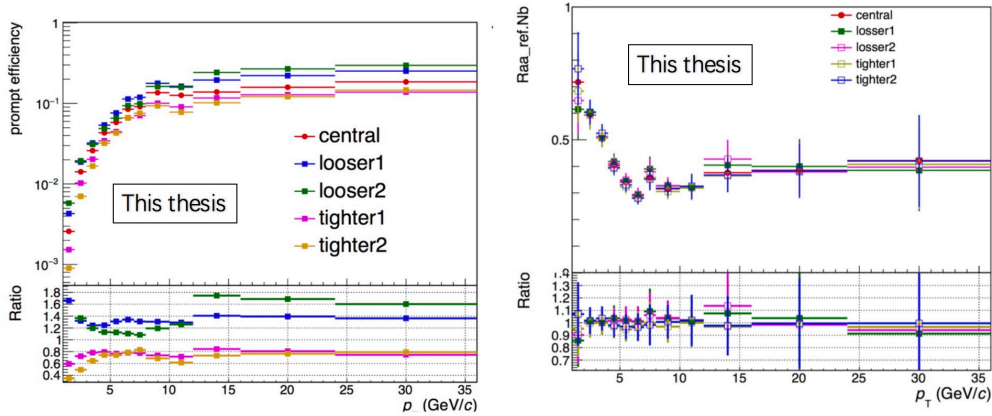 prompt efficiency
1
10⁻¹
10⁻²
10⁻³
This thesis
central
looser1
looser2
tighter1
tighter2
Ratio
1.8
1.6
1.4
1.2
1
0.8
0.6
0.4
5 10 15 20 25 30 35
p_ (GeV/c)
Raa_ref.Nb
1
0.5
This thesis
central
losser1
losser2
tighter1
tighter2
Ratio
1.3
1.2
1.1
1.0
0.9
0.8
0.7
5 10 15 20 25 30 35
p_T (GeV/c)